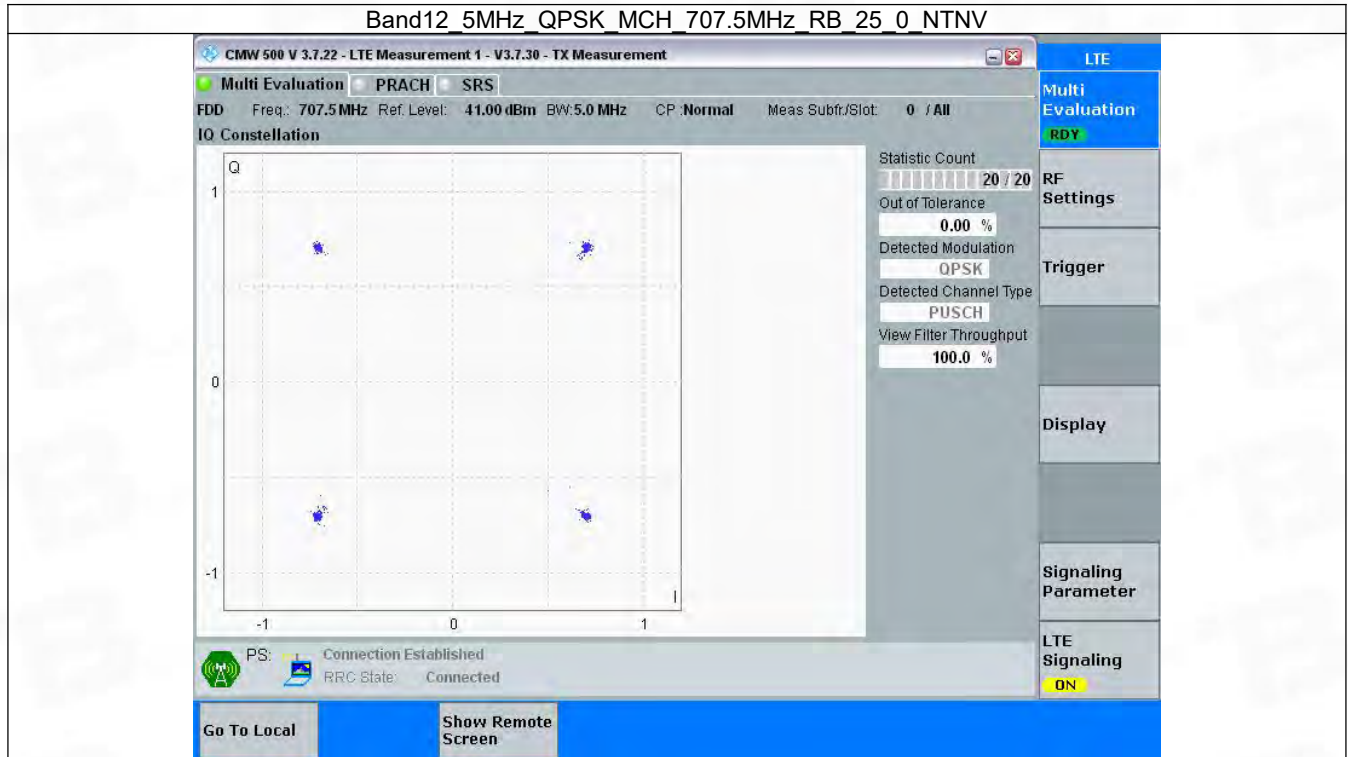 Band12_5MHz_QPSK_MCH_707.5MHz_RB_25_0_NTNV
CMW 500 V 3.7.22 - LTE Measurement 1 - V3.7.30 - TX Measurement
LTE
Multi Evaluation PRACH SRS
FDD Freq.: 707.5 MHz Ref. Level: 41.00 dBm BW: 5.0 MHz CP :Normal Meas Subfr./Slot: 0 / All
IQ Constellation
Q
1
0
-1
I
-1 0 1
Statistic Count
20 / 20
Out of Tolerance
0.00 %
Detected Modulation
QPSK
Detected Channel Type
PUSCH
View Filter Throughput
100.0 %
Multi
Evaluation
RDY
RF
Settings
Trigger
Display
Signaling
Parameter
LTE
Signaling
ON
PS: Connection Established
RRC State: Connected
Go To Local
Show Remote
Screen